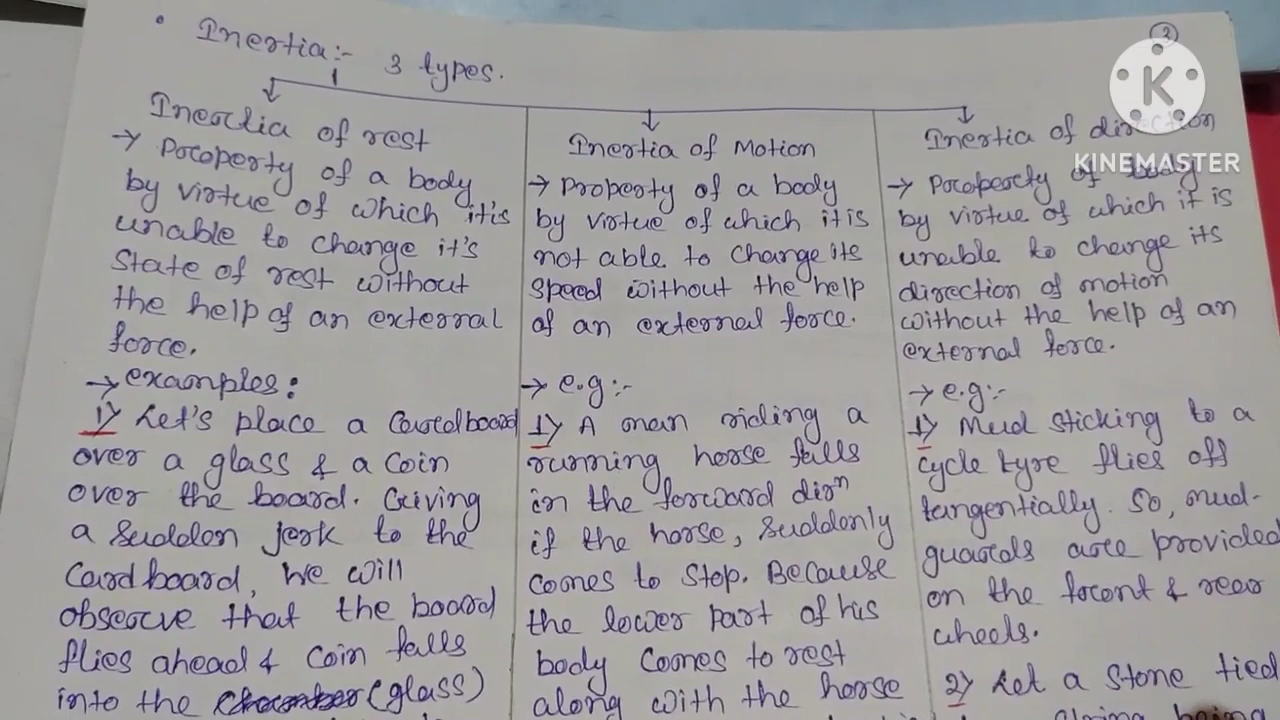 Inertia:- 3 types.
3
K
KINEMASTER
Inertia of rest
→ Property of a body
by virtue of which it's
unable to change it's
state of rest without
the help of an external
force.
→ examples:
1) Let's place a Cardboard
over a glass & a coin
over the board. Giving
a sudden jerk to the
Cardboard, we will
observe that the board
flies ahead & coin falls
into the (glass)
Inertia of Motion
→ Property of a body
by virtue of which it is
not able to change its
speed without the help
of an external force.
→ e.g:-
1) A man riding a
running horse falls
in the forward dirn
if the horse, suddenly
comes to stop. Because
the lower part of his
body comes to rest
along with the horse
Inertia of direction
→ Property of body
by virtue of which it is
unable to change its
direction of motion
without the help of an
external force.
→ e.g:-
1) Mud sticking to a
cycle tyre flies off
tangentially. So, mud-
guards are provided
on the front & rear
wheels.
2) Let a stone tied
being